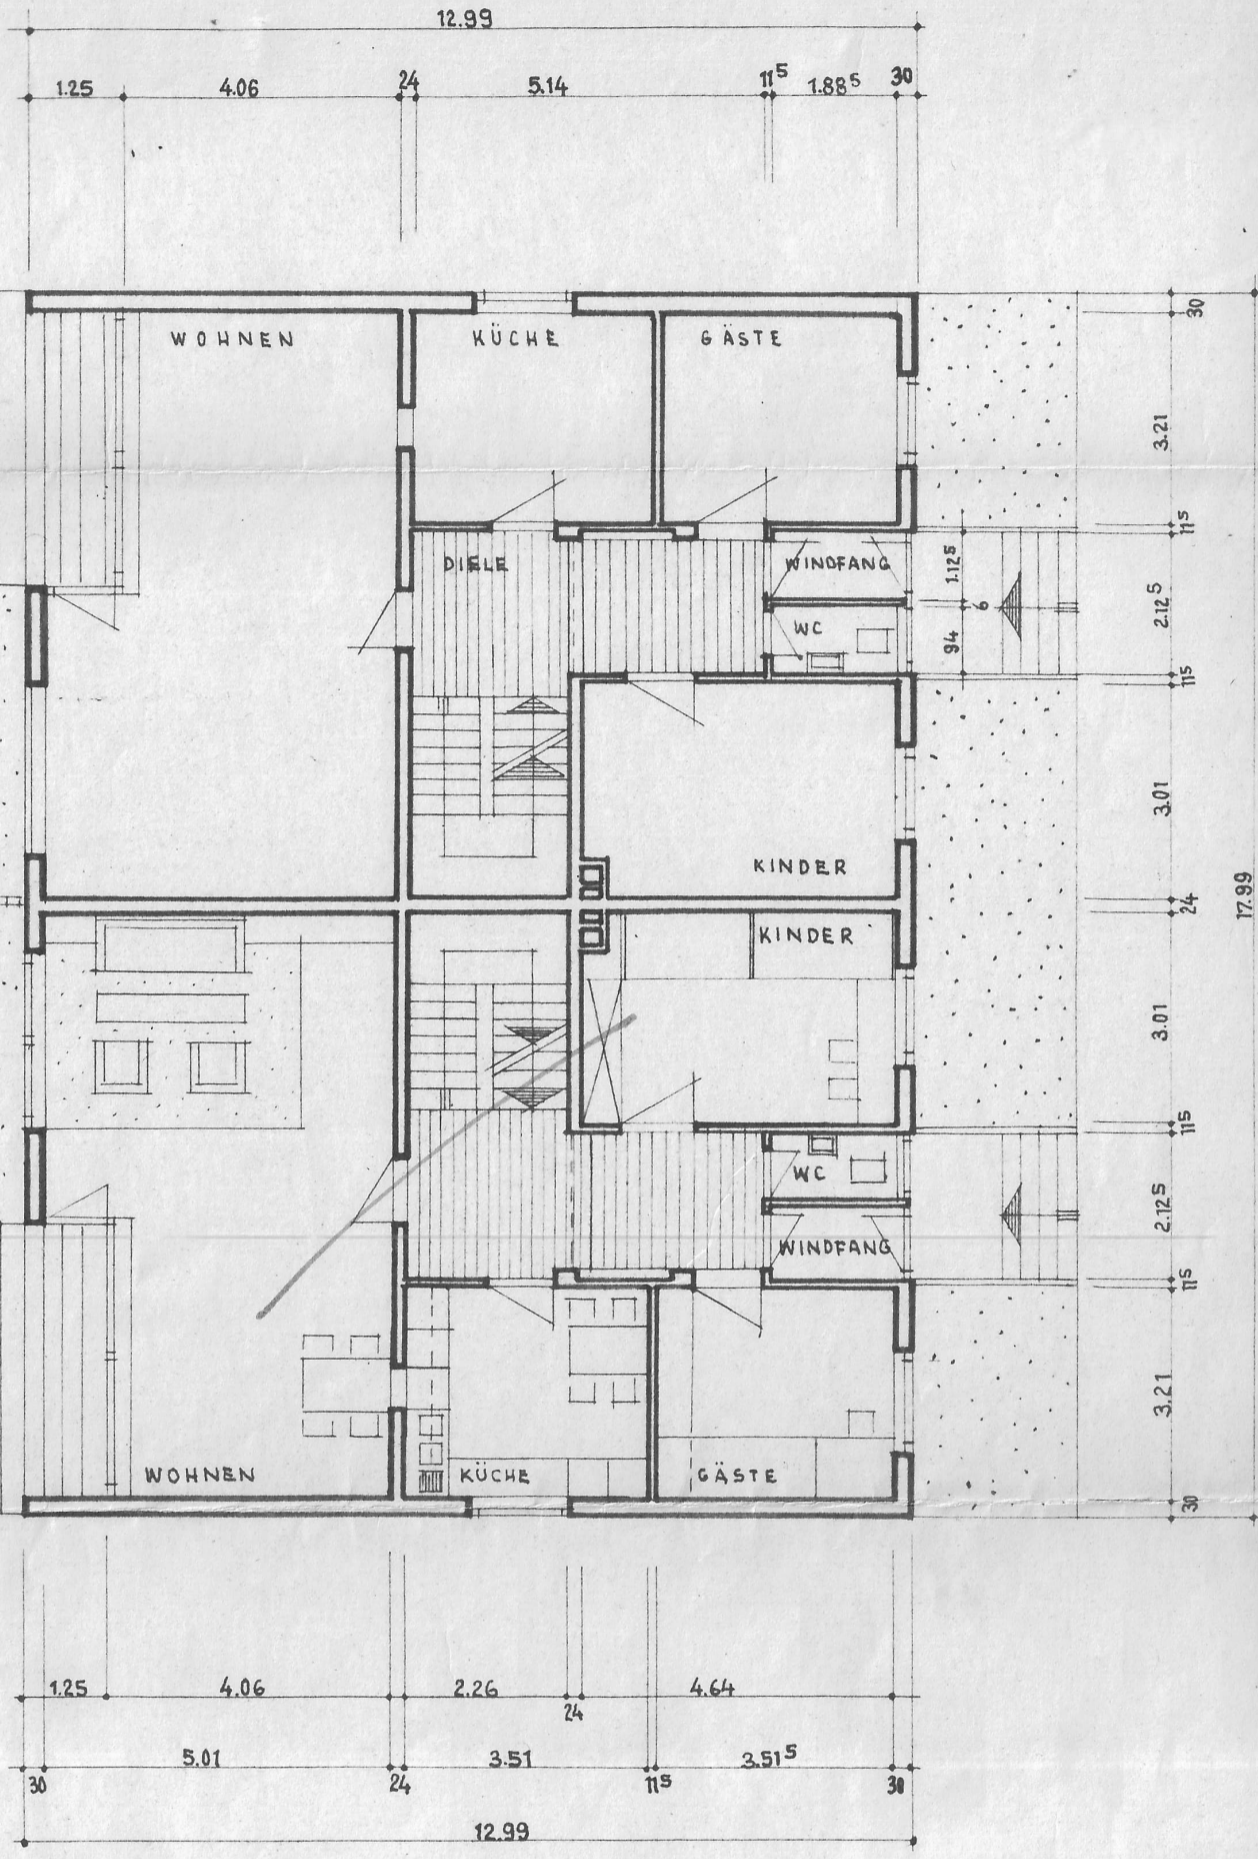 12.99
1.25 4.06 24 5.14 11⁵ 1.88⁵ 30
WOHNEN KÜCHE GÄSTE
30
3.21
11⁵
DIELE WINDFANG 1.12⁵
6
WC 94
2.12⁵
11⁵
3.01
KINDER
24
17.99
KINDER
3.01
11⁵
WC
2.12⁵
WINDFANG
11⁵
3.21
WOHNEN KÜCHE GÄSTE
30
1.25 4.06 2.26 24 4.64
30 5.01 24 3.51 11⁵ 3.51⁵ 30
12.99